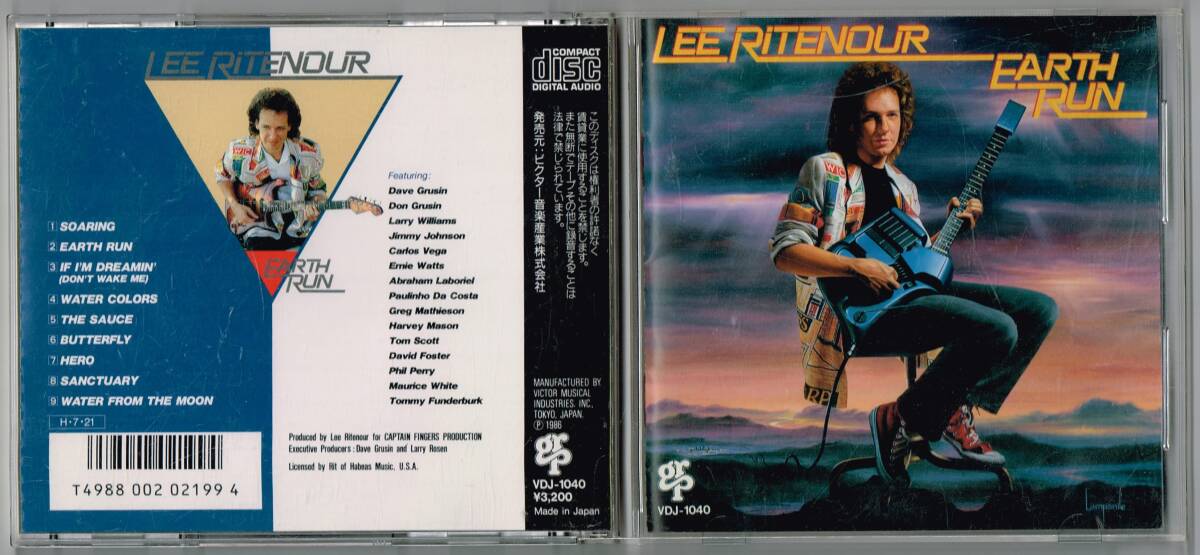 LEE RITENOUR
EARTH
RUN
1 SOARING
2 EARTH RUN
3 IF I'M DREAMIN'
(DON'T WAKE ME)
4 WATER COLORS
5 THE SAUCE
6 BUTTERFLY
7 HERO
8 SANCTUARY
9 WATER FROM THE MOON
H・7・21
T4988 002 02199 4
Featuring:
Dave Grusin
Don Grusin
Larry Williams
Jimmy Johnson
Carlos Vega
Ernie Watts
Abraham Laboriel
Paulinho Da Costa
Greg Mathieson
Harvey Mason
Tom Scott
David Foster
Phil Perry
Maurice White
Tommy Funderburk
Produced by Lee Ritenour for CAPTAIN FINGERS PRODUCTION
Executive Producers : Dave Grusin and Larry Rosen
Licensed by Rit of Habeas Music, U.S.A.
COMPACT
disc
DIGITAL AUDIO
このディスクは権利者の許諾なく
賃貸業に使用することを禁じます。
また無断でテープその他に録音することは
法律で禁じられています。
発売元:ビクター音楽産業株式会社
MANUFACTURED BY
VICTOR MUSICAL
INDUSTRIES, INC.
TOKYO, JAPAN.
Ⓟ 1986
grp
VDJ-1040
¥3,200
Made in Japan
LEE RITENOUR
EARTH
RUN
WIC
grp
VDJ-1040